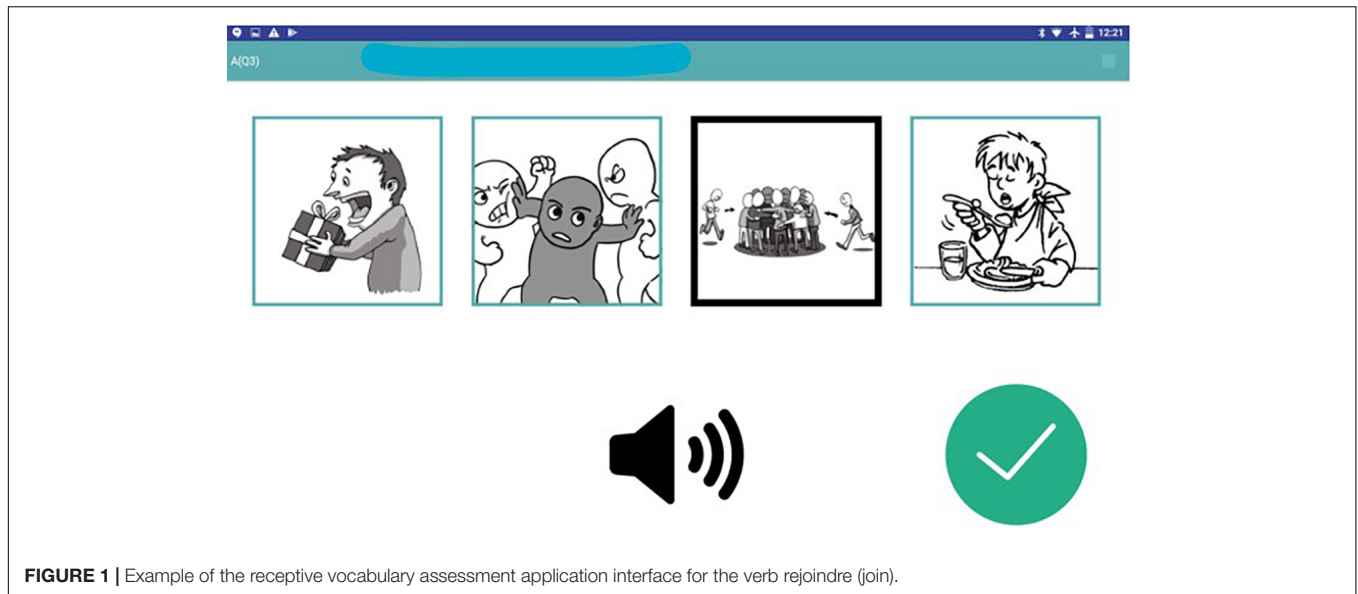 12:21
A(Q3)
FIGURE 1 | Example of the receptive vocabulary assessment application interface for the verb rejoindre (join).